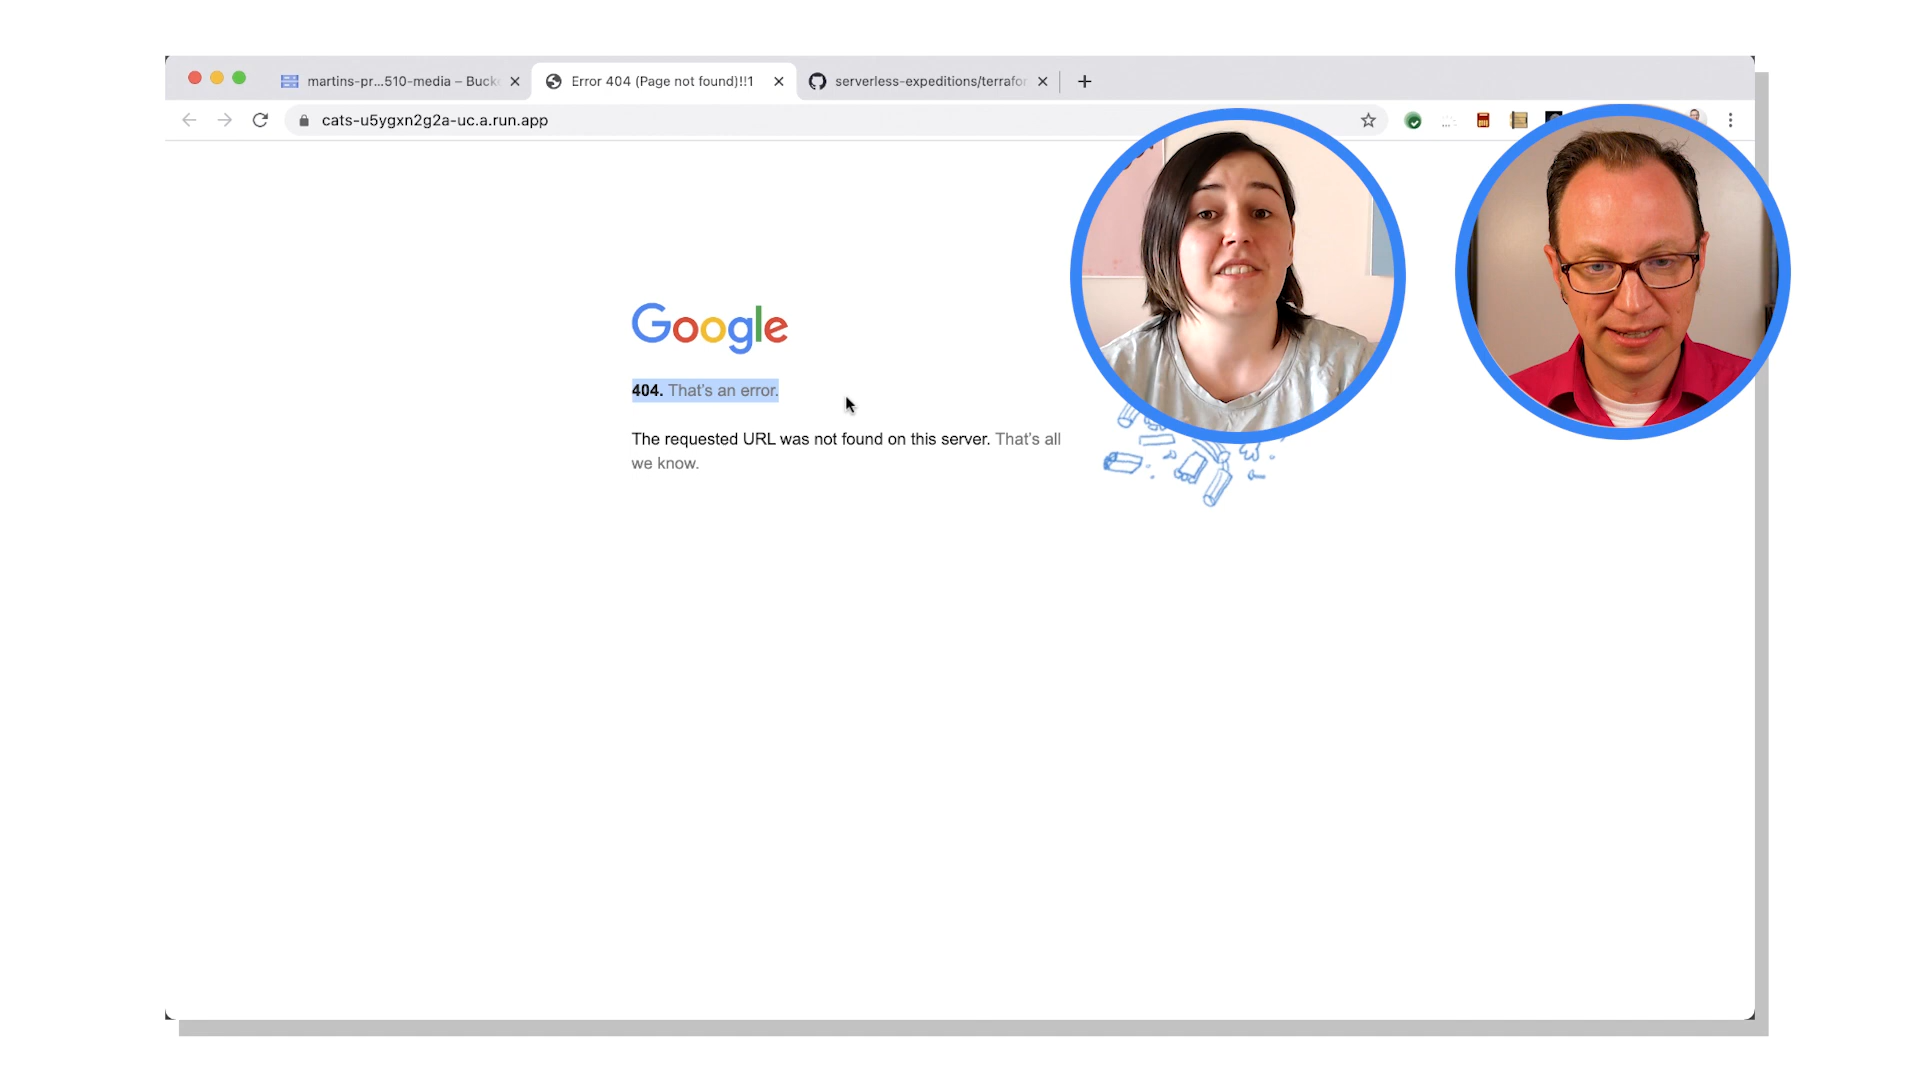 martins-pr...510-media – Bucke
Error 404 (Page not found)!!1
serverless-expeditions/terrafor
cats-u5ygxn2g2a-uc.a.run.app
Google
404. That's an error.
The requested URL was not found on this server. That's all
we know.